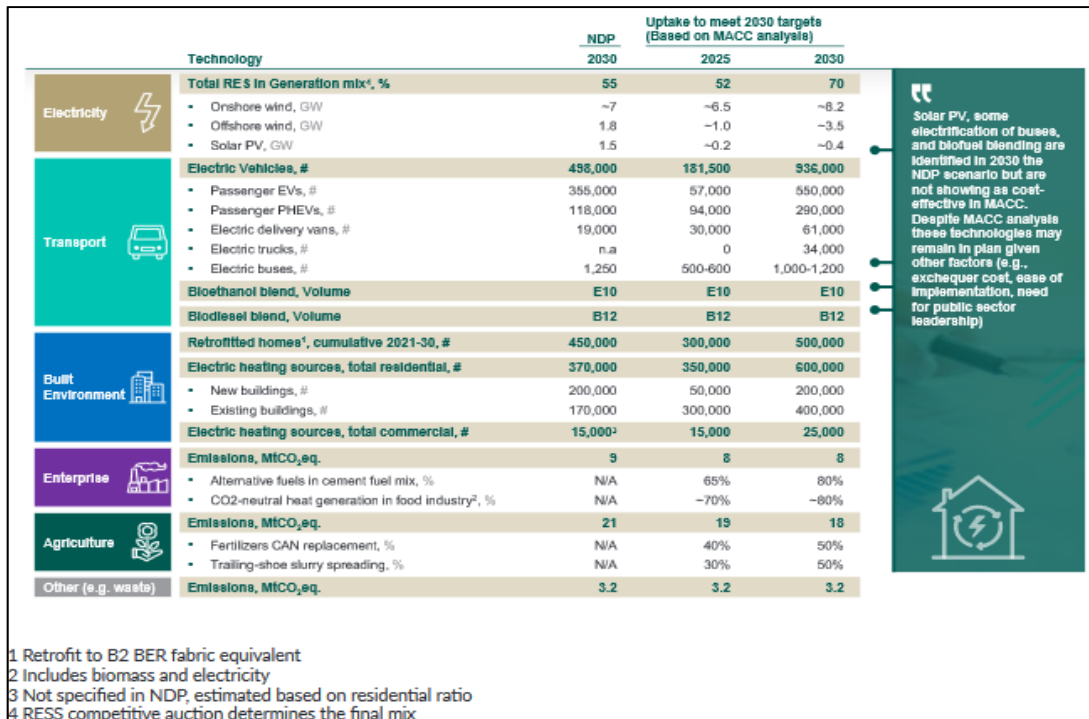 Uptake to meet 2030 targets
NDP (Based on MACC analysis)
Technology 2030 2025 2030
Electricity
Total RES in Generation mix⁴, % 55 52 70
• Onshore wind, GW ~7 ~6.5 ~8.2
• Offshore wind, GW 1.8 ~1.0 ~3.5
• Solar PV, GW 1.5 ~0.2 ~0.4
Transport
Electric Vehicles, # 498,000 181,500 936,000
• Passenger EVs, # 355,000 57,000 550,000
• Passenger PHEVs, # 118,000 94,000 290,000
• Electric delivery vans, # 19,000 30,000 61,000
• Electric trucks, # n.a 0 34,000
• Electric buses, # 1,250 500-600 1,000-1,200
Bioethanol blend, Volume E10 E10 E10
Biodiesel blend, Volume B12 B12 B12
Built
Environment
Retrofitted homes¹, cumulative 2021-30, # 450,000 300,000 500,000
Electric heating sources, total residential, # 370,000 350,000 600,000
• New buildings, # 200,000 50,000 200,000
• Existing buildings, # 170,000 300,000 400,000
Electric heating sources, total commercial, # 15,000³ 15,000 25,000
Enterprise
Emissions, MtCO₂eq. 9 8 8
• Alternative fuels in cement fuel mix, % N/A 65% 80%
• CO2-neutral heat generation in food industry², % N/A ~70% ~80%
Agriculture
Emissions, MtCO₂eq. 21 19 18
• Fertilizers CAN replacement, % N/A 40% 50%
• Trailing-shoe slurry spreading, % N/A 30% 50%
Other (e.g. waste)
Emissions, MtCO₂eq. 3.2 3.2 3.2
Solar PV, some
electrification of buses,
and biofuel blending are
identified in 2030 the
NDP scenario but are
not showing as cost-
effective in MACC.
Despite MACC analysis
these technologies may
remain in plan given
other factors (e.g.,
exchequer cost, ease of
implementation, need
for public sector
leadership)
1 Retrofit to B2 BER fabric equivalent
2 Includes biomass and electricity
3 Not specified in NDP, estimated based on residential ratio
4 RESS competitive auction determines the final mix